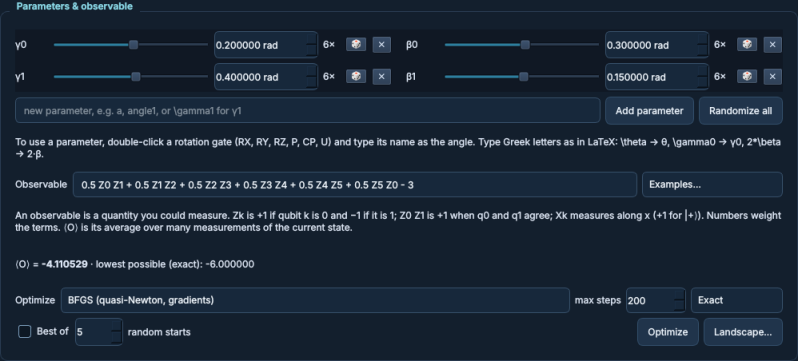 Parameters & observable
γ0 0.200000 rad 6× β0 0.300000 rad 6×
γ1 0.400000 rad 6× β1 0.150000 rad 6×
new parameter, e.g. a, angle1, or \gamma1 for γ1 Add parameter Randomize all
To use a parameter, double-click a rotation gate (RX, RY, RZ, P, CP, U) and type its name as the angle. Type Greek letters as in LaTeX: \theta → θ, \gamma0 → γ0, 2*\beta
→ 2·β.
Observable 0.5 Z0 Z1 + 0.5 Z1 Z2 + 0.5 Z2 Z3 + 0.5 Z3 Z4 + 0.5 Z4 Z5 + 0.5 Z5 Z0 - 3 Examples...
An observable is a quantity you could measure. Zk is +1 if qubit k is 0 and −1 if it is 1; Z0 Z1 is +1 when q0 and q1 agree; Xk measures along x (+1 for |+⟩). Numbers weight
the terms. ⟨O⟩ is its average over many measurements of the current state.
⟨O⟩ = -4.110529 · lowest possible (exact): -6.000000
Optimize BFGS (quasi-Newton, gradients) max steps 200 Exact
Best of 5 random starts Optimize Landscape...